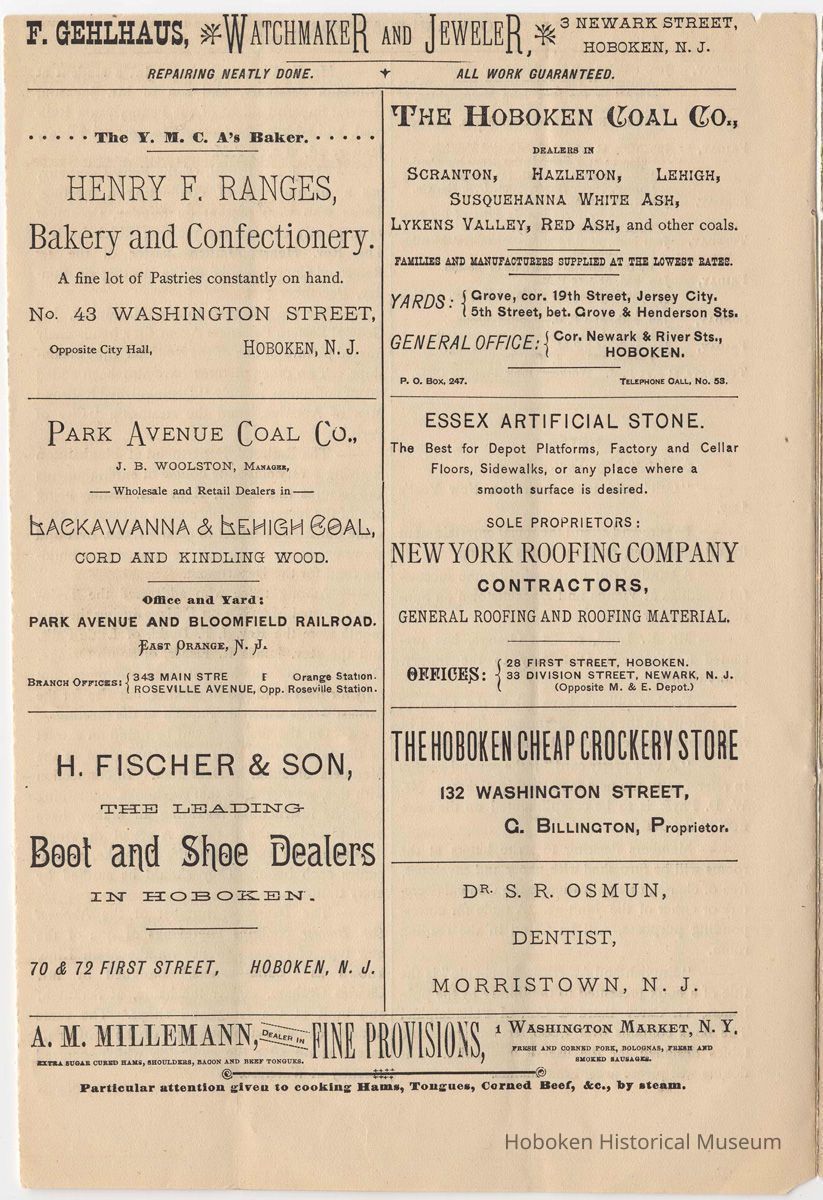 F. GEHLHAUS, WATCHMAKER AND JEWELER, 3 NEWARK STREET,
HOBOKEN, N. J.
REPAIRING NEATLY DONE. ALL WORK GUARANTEED.
· · · · · The Y. M. C. A's Baker. · · · · ·
HENRY F. RANGES,
Bakery and Confectionery.
A fine lot of Pastries constantly on hand.
No. 43 WASHINGTON STREET,
Opposite City Hall, HOBOKEN, N. J.
PARK AVENUE COAL CO.,
J. B. WOOLSTON, MANAGER,
— Wholesale and Retail Dealers in —
LACKAWANNA & LEHIGH COAL,
CORD AND KINDLING WOOD.
Office and Yard:
PARK AVENUE AND BLOOMFIELD RAILROAD.
EAST ORANGE, N. J.
BRANCH OFFICES: { 343 MAIN STRE Orange Station.
ROSEVILLE AVENUE, Opp. Roseville Station.
H. FISCHER & SON,
THE LEADING
Boot and Shoe Dealers
IN HOBOKEN.
70 & 72 FIRST STREET, HOBOKEN, N. J.
THE HOBOKEN COAL CO.,
DEALERS IN
SCRANTON, HAZLETON, LEHIGH,
SUSQUEHANNA WHITE ASH,
LYKENS VALLEY, RED ASH, and other coals.
FAMILIES AND MANUFACTURERS SUPPLIED AT THE LOWEST RATES.
YARDS: { Grove, cor. 19th Street, Jersey City.
5th Street, bet. Grove & Henderson Sts.
GENERAL OFFICE: { Cor. Newark & River Sts.,
HOBOKEN.
P. O. Box, 247. TELEPHONE CALL, No. 53.
ESSEX ARTIFICIAL STONE.
The Best for Depot Platforms, Factory and Cellar
Floors, Sidewalks, or any place where a
smooth surface is desired.
SOLE PROPRIETORS:
NEW YORK ROOFING COMPANY
CONTRACTORS,
GENERAL ROOFING AND ROOFING MATERIAL.
OFFICES: { 28 FIRST STREET, HOBOKEN.
33 DIVISION STREET, NEWARK, N. J.
(Opposite M. & E. Depot.)
THE HOBOKEN CHEAP CROCKERY STORE
132 WASHINGTON STREET,
G. BILLINGTON, Proprietor.
DR. S. R. OSMUN,
DENTIST,
MORRISTOWN, N. J.
A. M. MILLEMANN, DEALER IN FINE PROVISIONS, 1 WASHINGTON MARKET, N. Y.
EXTRA SUGAR CURED HAMS, SHOULDERS, BACON AND BEEF TONGUES. FRESH AND CORNED PORK, BOLOGNAS, FRESH AND
SMOKED SAUSAGES.
Particular attention given to cooking Hams, Tongues, Corned Beef, &c., by steam.
Hoboken Historical Museum